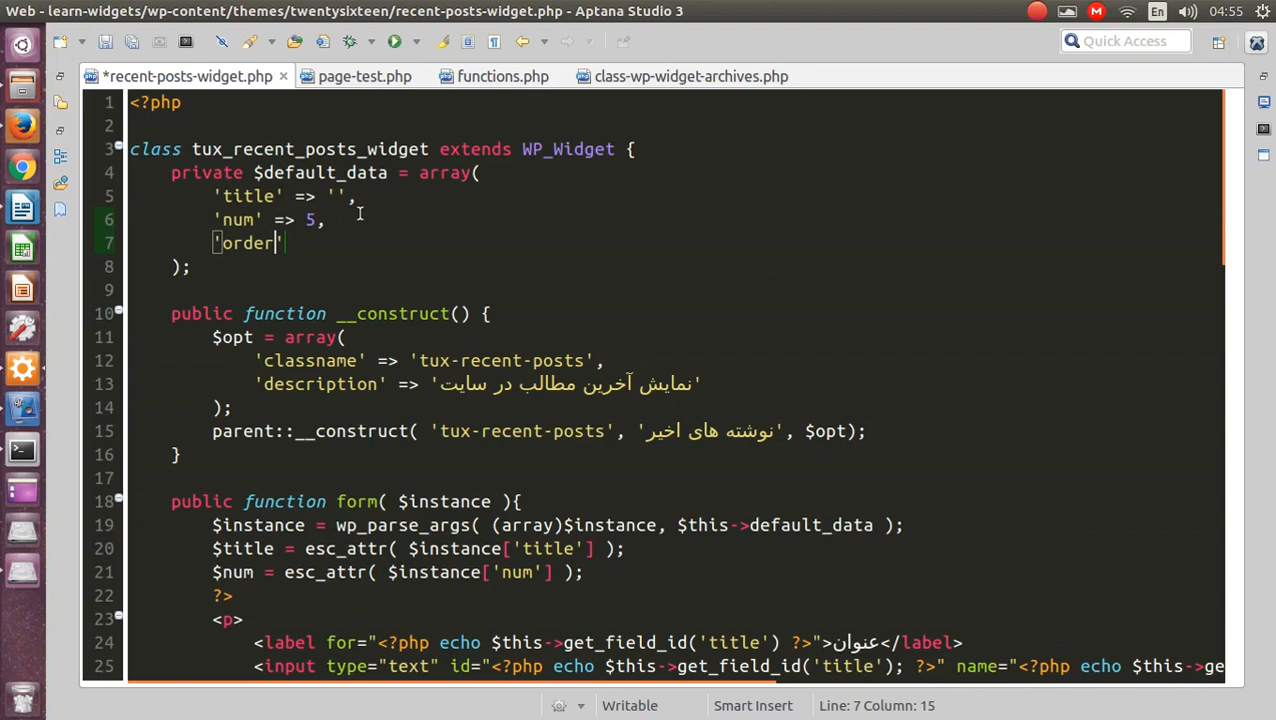 Web - learn-widgets/wp-content/themes/twentysixteen/recent-posts-widget.php - Aptana Studio 3
M
En
04:55
Quick Access
*recent-posts-widget.php
page-test.php
functions.php
class-wp-widget-archives.php
1 <?php
2
3 class tux_recent_posts_widget extends WP_Widget {
4 private $default_data = array(
5 'title' => '',
6 'num' => 5,
7 'order'
8 );
9
10 public function __construct() {
11 $opt = array(
12 'classname' => 'tux-recent-posts',
13 'description' => 'نمایش آخرین مطالب در سایت'
14 );
15 parent::__construct( 'tux-recent-posts', 'نوشته های اخیر', $opt);
16 }
17
18 public function form( $instance ){
19 $instance = wp_parse_args( (array)$instance, $this->default_data );
20 $title = esc_attr( $instance['title'] );
21 $num = esc_attr( $instance['num'] );
22 ?>
23 <p>
24 <label for="<?php echo $this->get_field_id('title') ?>">عنوان</label>
25 <input type="text" id="<?php echo $this->get_field_id('title'); ?>" name="<?php echo $this->ge
Writable
Smart Insert
Line: 7 Column: 15